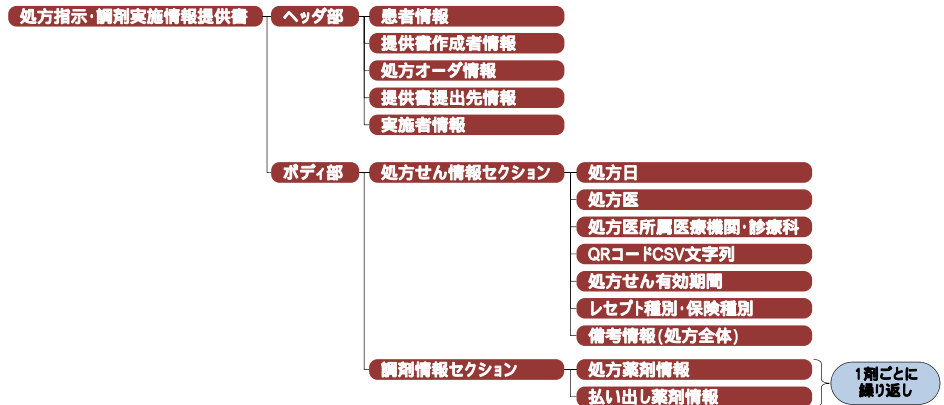 処方指示・調剤実施情報提供書
ヘッダ部
患者情報
提供書作成者情報
処方オーダ情報
提供書提出先情報
実施者情報
ボディ部
処方せん情報セクション
処方日
処方医
処方医所属医療機関・診療科
QRコードCSV文字列
処方せん有効期間
レセプト種別・保険種別
備考情報(処方全体)
調剤情報セクション
処方薬剤情報
払い出し薬剤情報
1剤ごとに
繰り返し